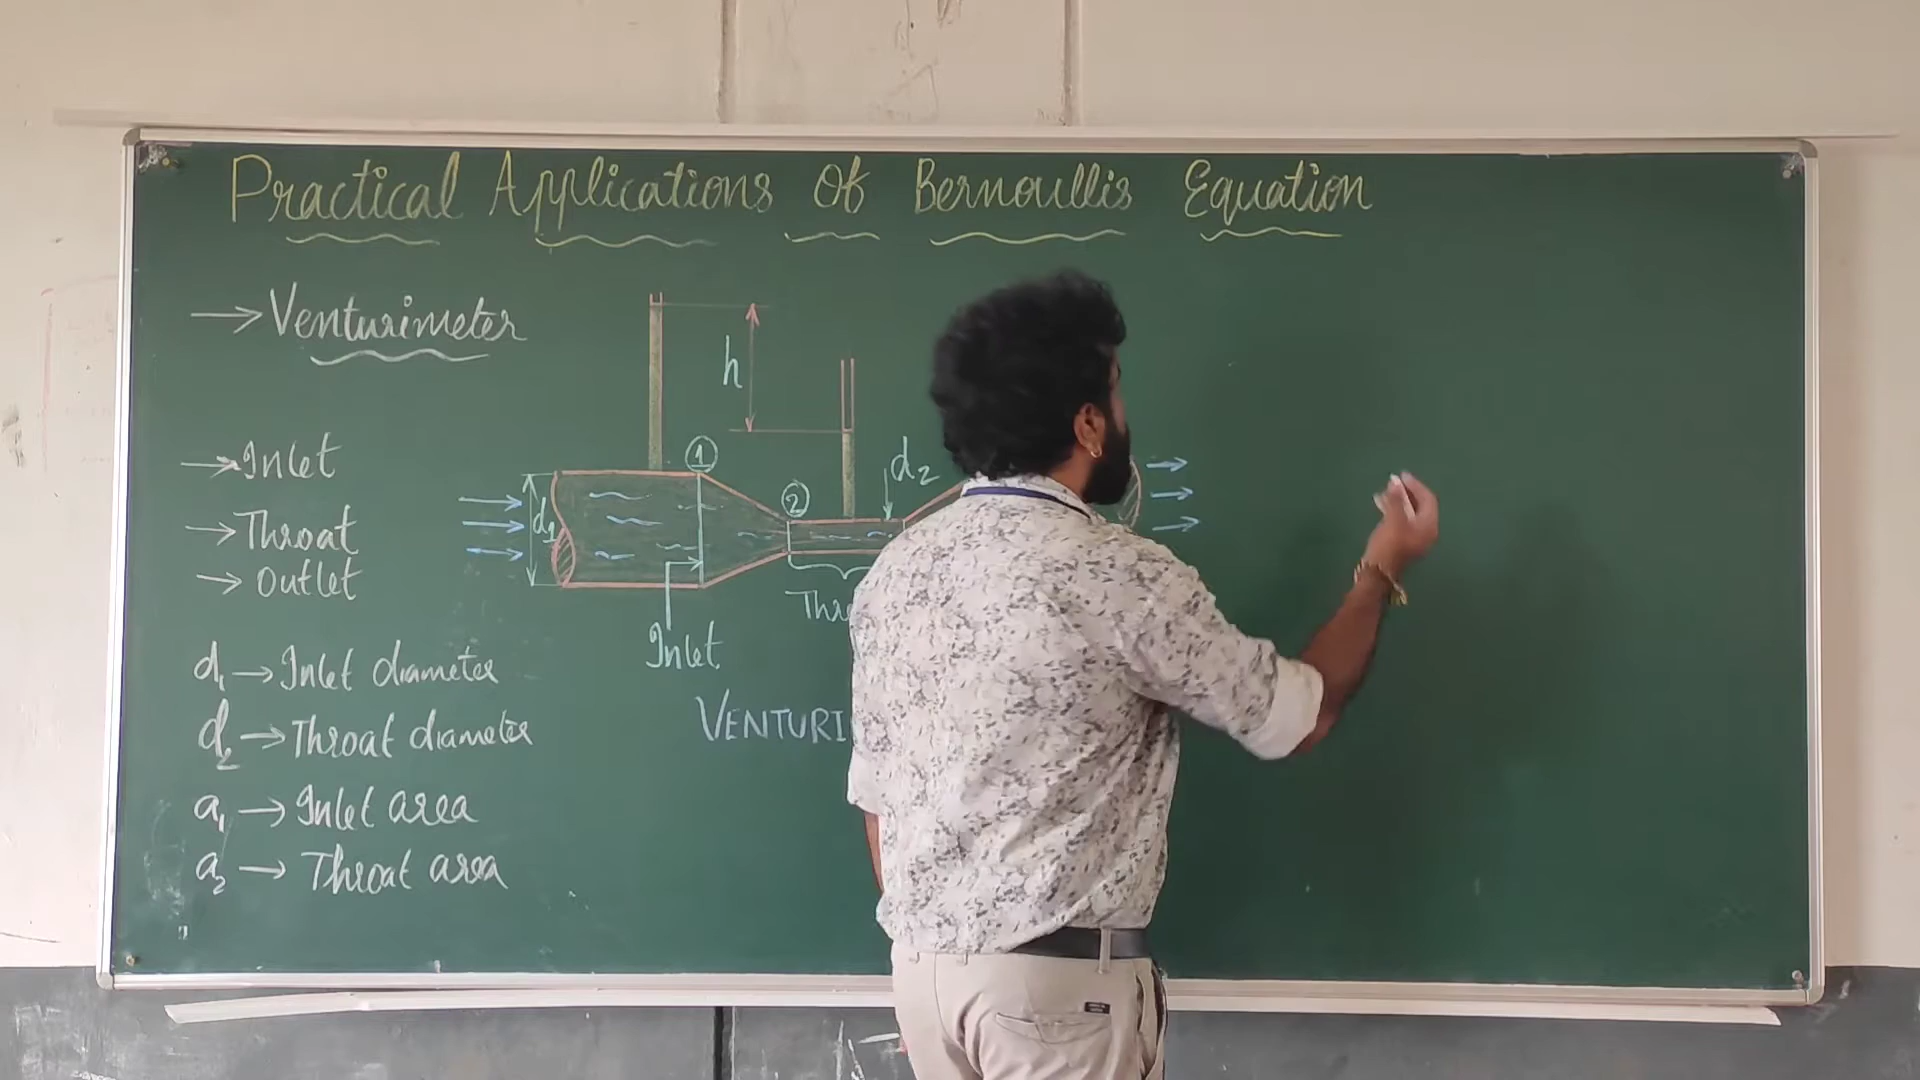 Practical Applications Of Bernoullis Equation
→ Venturimeter
h
→ Inlet
→ Throat
→ Outlet
1
2
d1
d2
Inlet
d1 → Inlet diameter
d2 → Throat diameter
a1 → Inlet area
a2 → Throat area